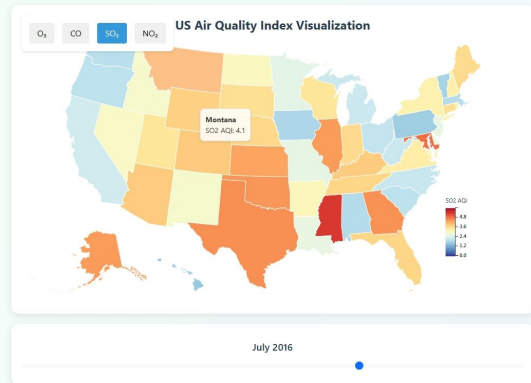 US Air Quality Index Visualization
O₃ CO SO₂ NO₂
Montana
SO2 AQI: 4.1
SO2 AQI
4.8
3.6
2.4
1.2
0.0
July 2016